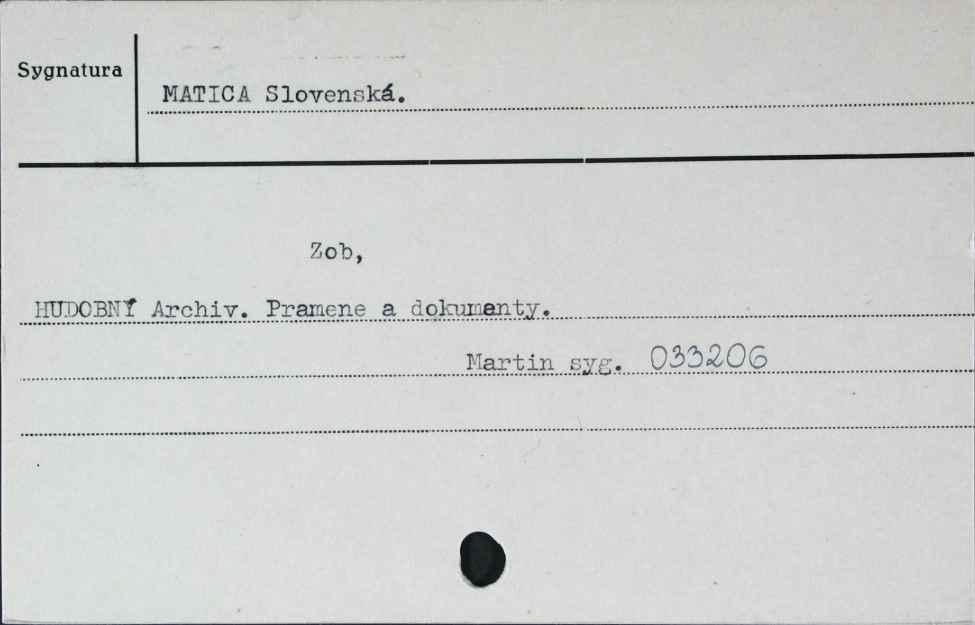 Sygnatura
MATICA Slovenská.
Zob,
HUDOBNÝ Archiv. Pramene a dokumenty.
Martin syg. 033206